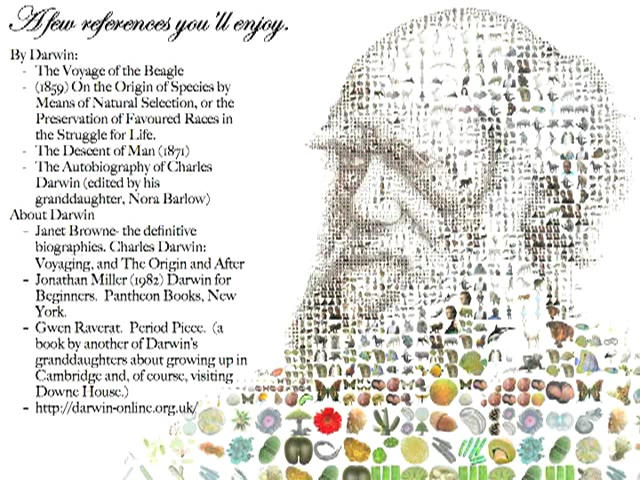 A few references you'll enjoy.
By Darwin:
- The Voyage of the Beagle
- (1859) On the Origin of Species by
Means of Natural Selection, or the
Preservation of Favoured Races in
the Struggle for Life.
- The Descent of Man (1871)
- The Autobiography of Charles
Darwin (edited by his
granddaughter, Nora Barlow)
About Darwin
- Janet Browne- the definitive
biographies. Charles Darwin:
Voyaging, and The Origin and After
- Jonathan Miller (1982) Darwin for
Beginners. Pantheon Books, New
York.
- Gwen Raverat. Period Piece. (a
book by another of Darwin's
granddaughters about growing up in
Cambridge and, of course, visiting
Downe House.)
- http://darwin-online.org.uk/